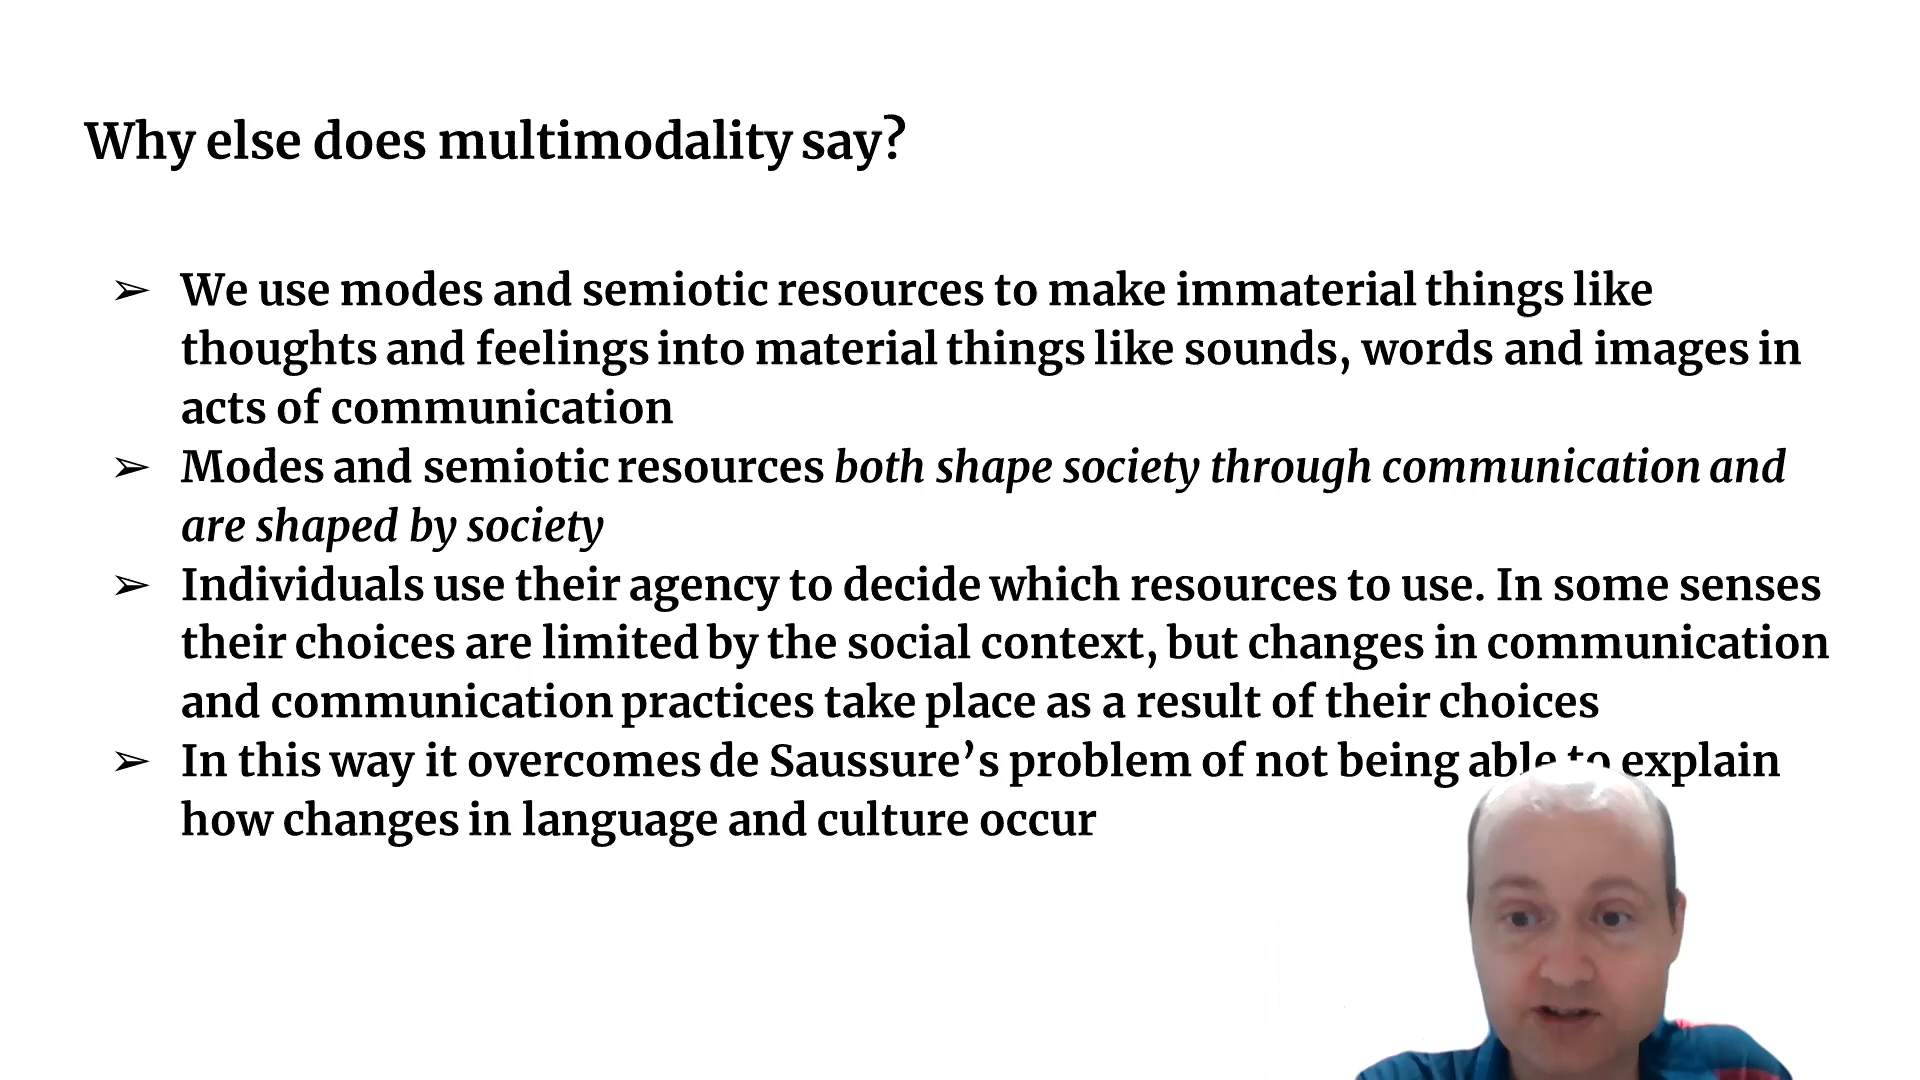 Why else does multimodality say?
➢ We use modes and semiotic resources to make immaterial things like
thoughts and feelings into material things like sounds, words and images in
acts of communication
➢ Modes and semiotic resources both shape society through communication and
are shaped by society
➢ Individuals use their agency to decide which resources to use. In some senses
their choices are limited by the social context, but changes in communication
and communication practices take place as a result of their choices
➢ In this way it overcomes de Saussure’s problem of not being able to explain
how changes in language and culture occur